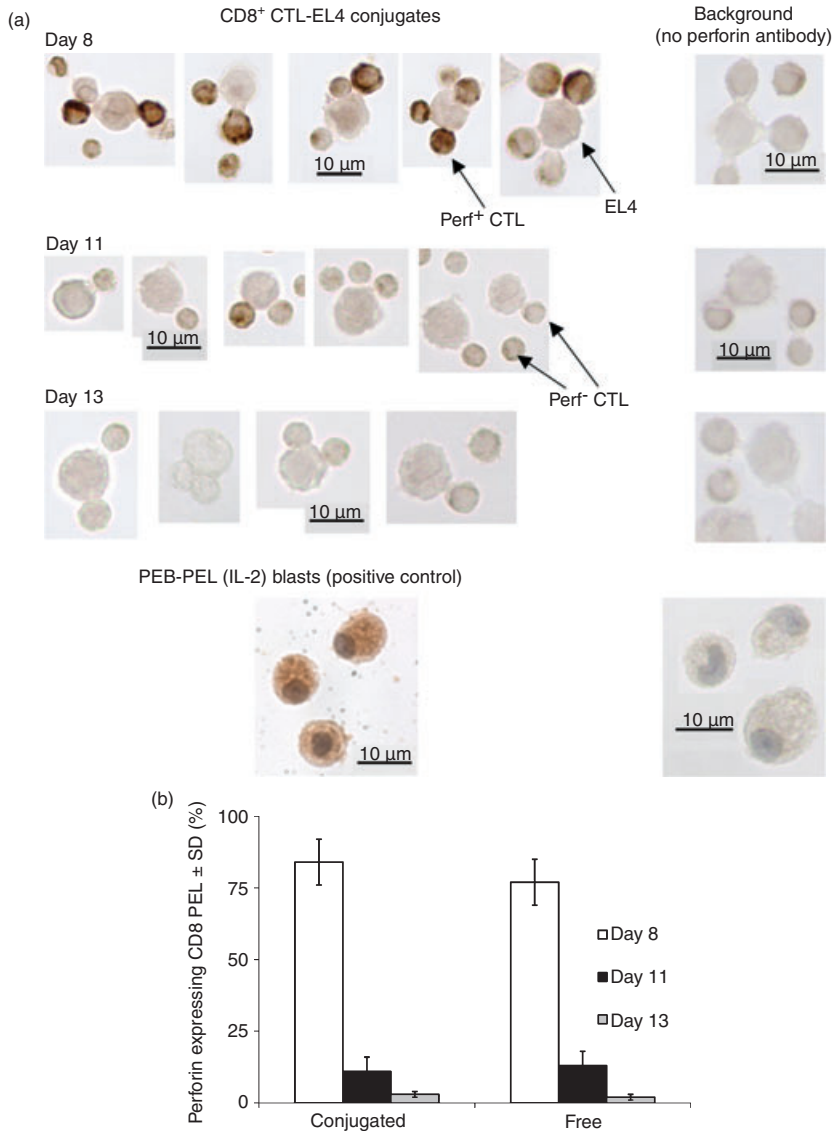 (a)
CD8⁺ CTL-EL4 conjugates
Background
(no perforin antibody)
Day 8
10 µm
10 µm
Perf⁺ CTL
EL4
Day 11
10 µm
10 µm
Perf⁻ CTL
Day 13
10 µm
PEB-PEL (IL-2) blasts (positive control)
10 µm
10 µm
(b)
Perforin expressing CD8 PEL ± SD (%)
100
75
50
25
0
Day 8
Day 11
Day 13
Conjugated
Free